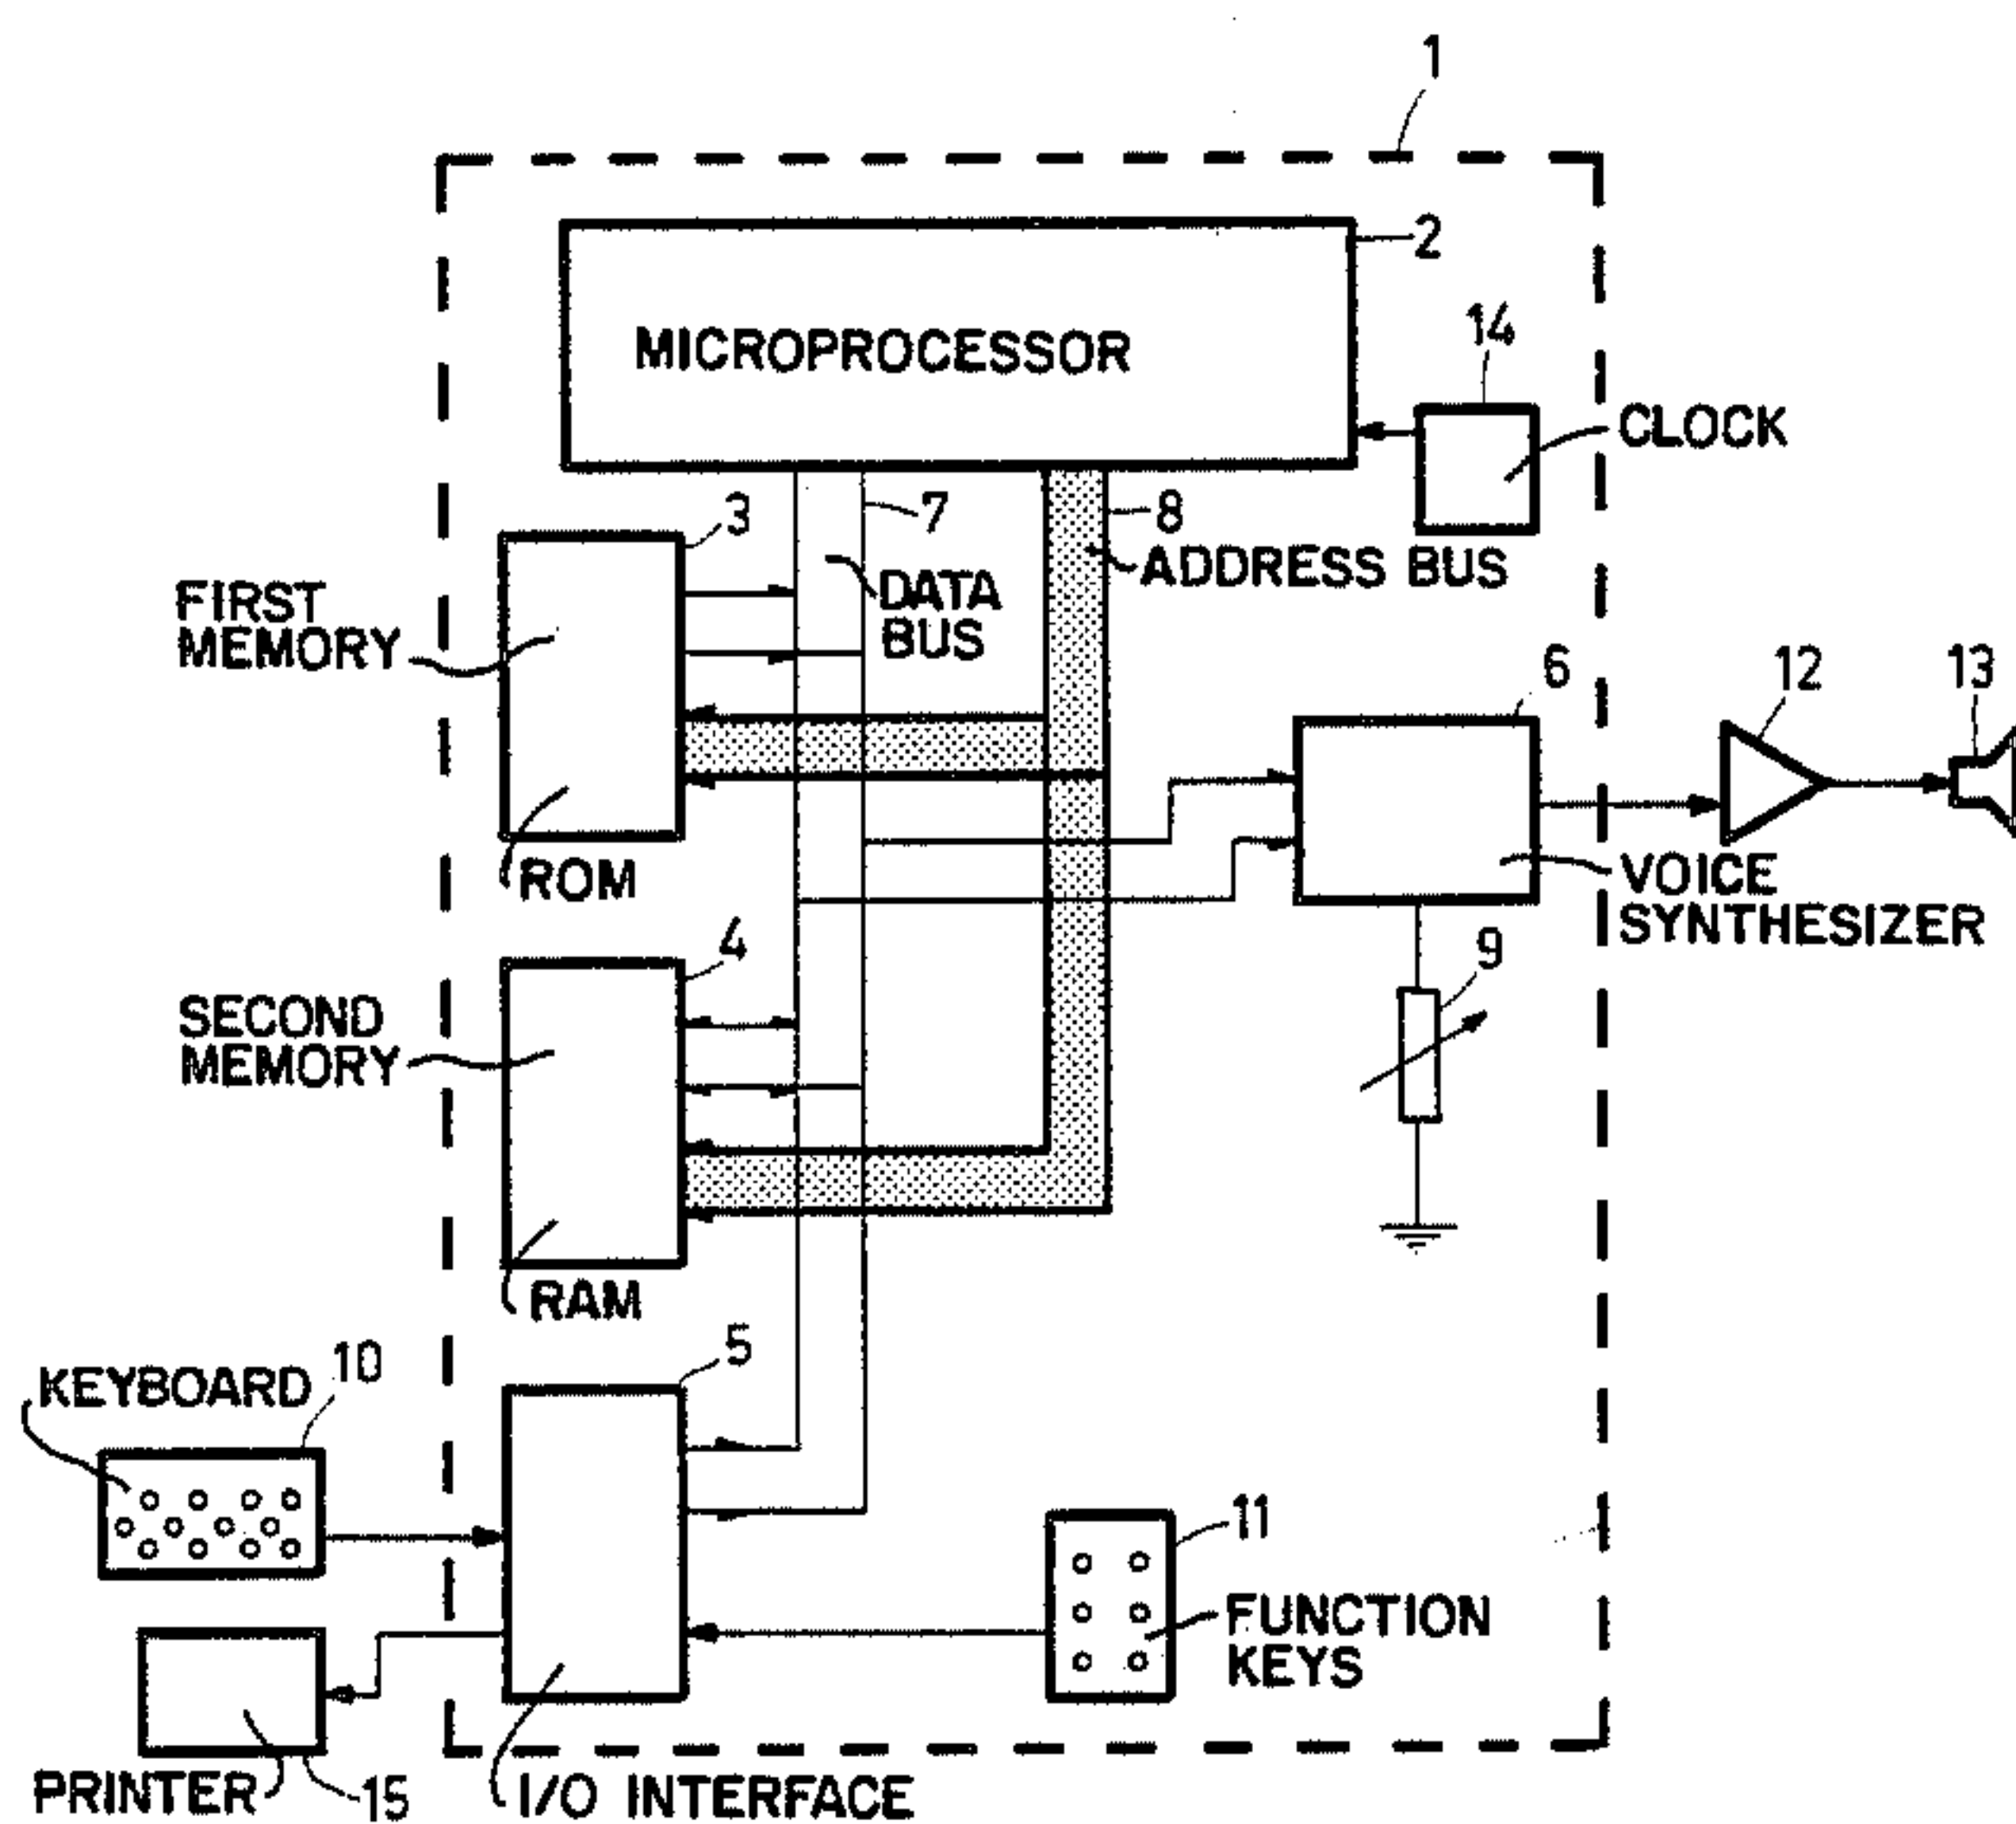 1
2
MICROPROCESSOR
14
CLOCK
3
7
8
ADDRESS BUS
DATA
BUS
FIRST
MEMORY
6
12
13
ROM
VOICE
SYNTHESIZER
4
9
SECOND
MEMORY
RAM
5
KEYBOARD
10
11
FUNCTION
KEYS
PRINTER
15
I/O INTERFACE